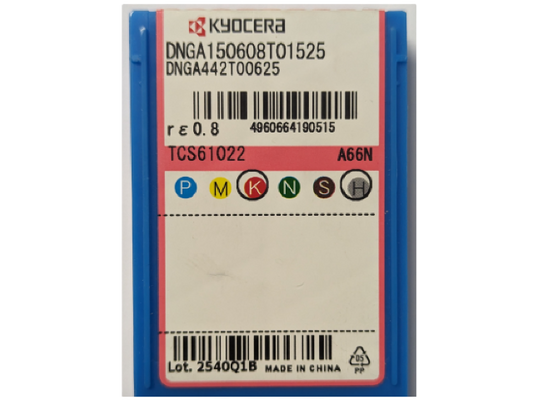 KYOCERA
DNGA150608T01525
DNGA442T00625
rε0.8 4960664190515
TCS61022 A66N
P M K N S H
Lot. 2540Q1B MADE IN CHINA
05
PP